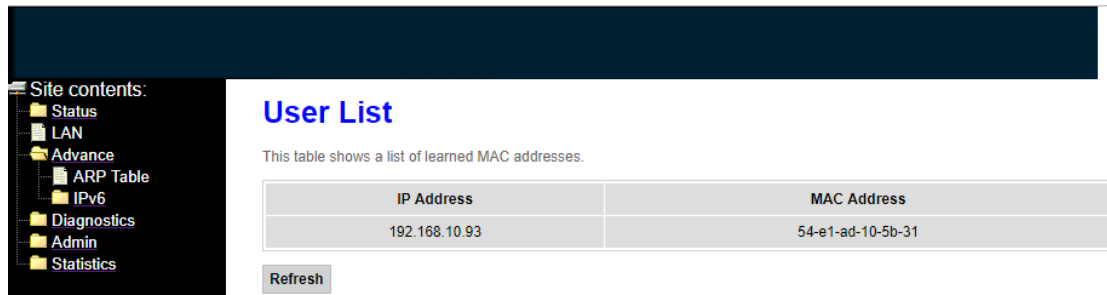 Site contents:
Status
LAN
Advance
ARP Table
IPv6
Diagnostics
Admin
Statistics
User List
This table shows a list of learned MAC addresses.
IP Address MAC Address
192.168.10.93 54-e1-ad-10-5b-31
Refresh